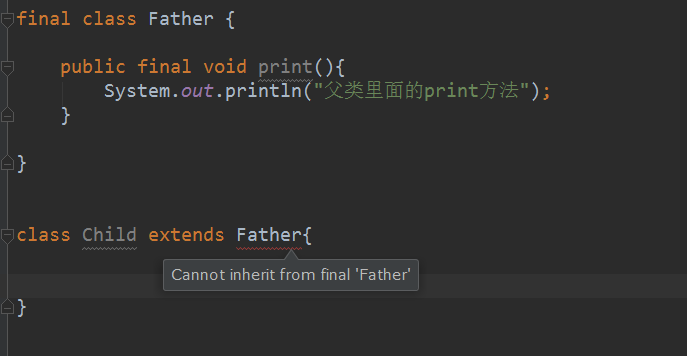 final class Father {
public final void print(){
System.out.println("父类里面的print方法");
}
}
class Child extends Father{
Cannot inherit from final 'Father'
}